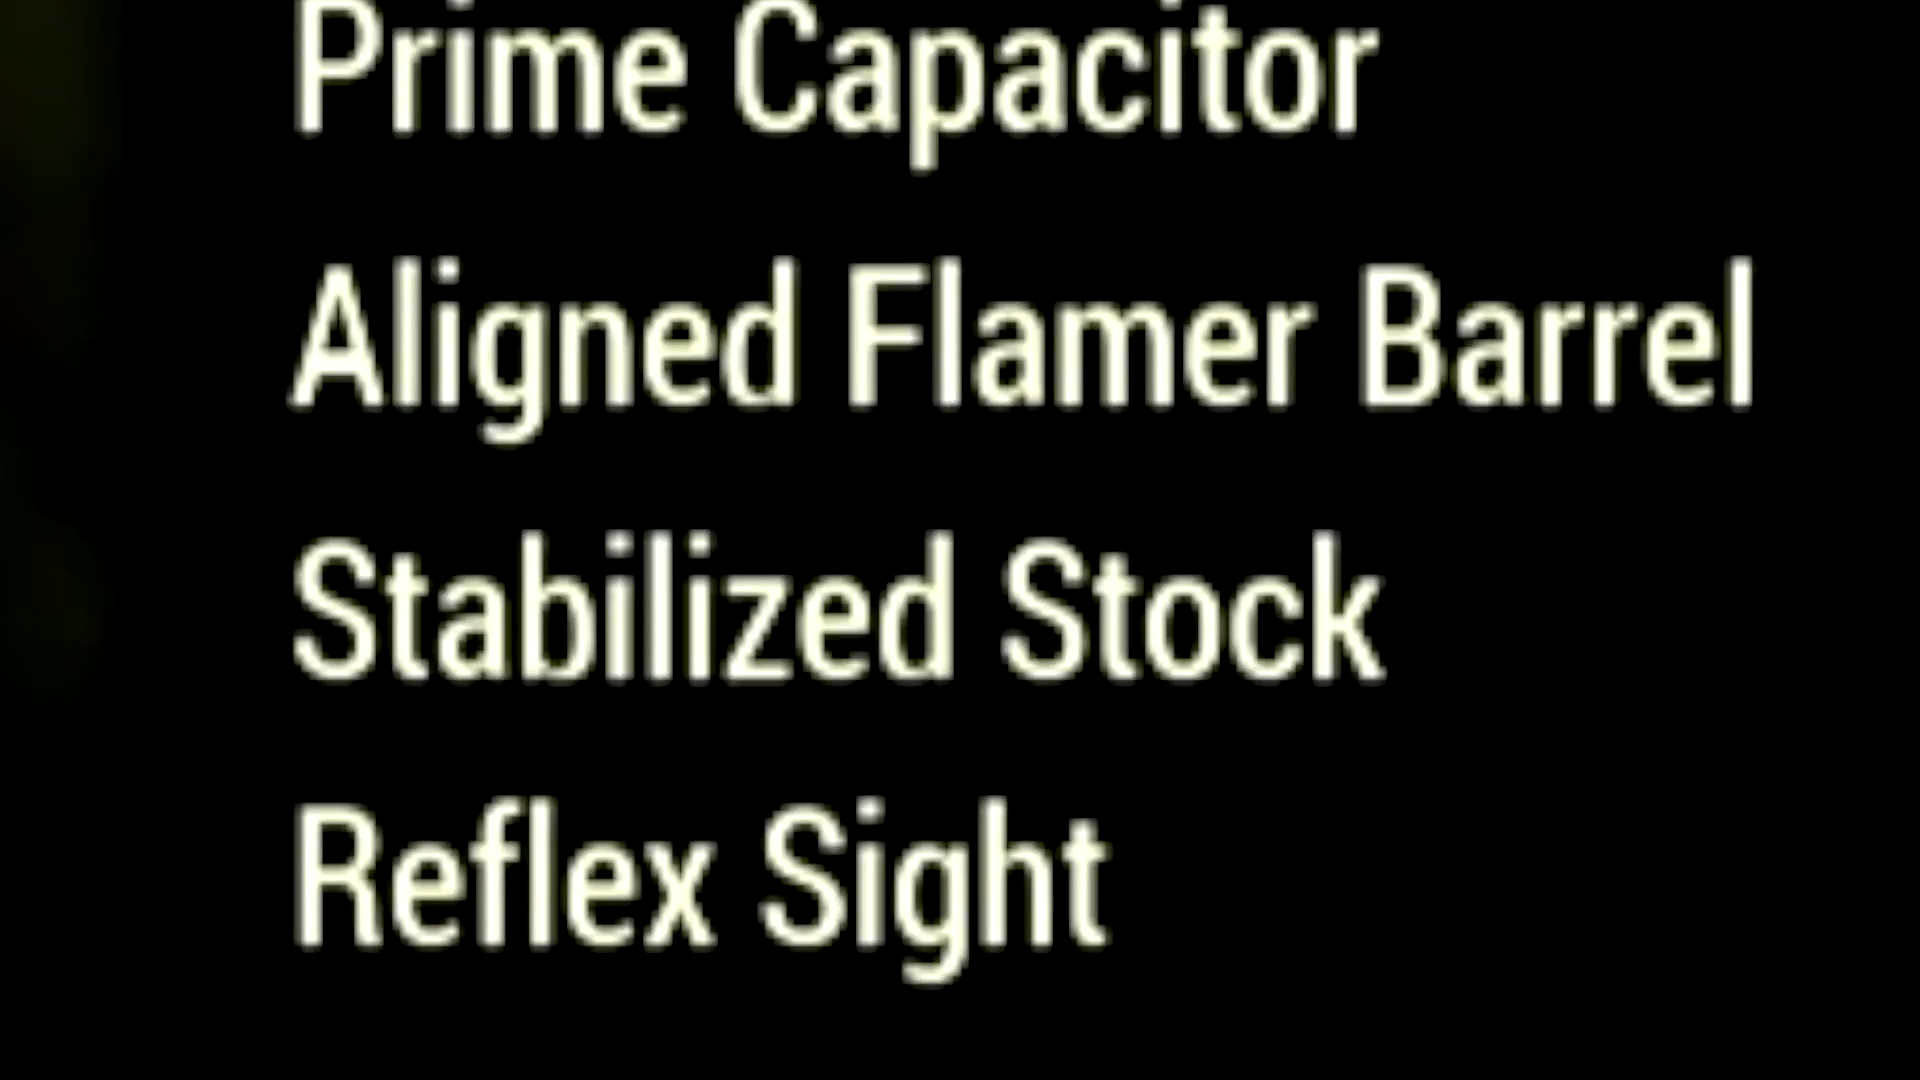 Prime Capacitor
Aligned Flamer Barrel
Stabilized Stock
Reflex Sight